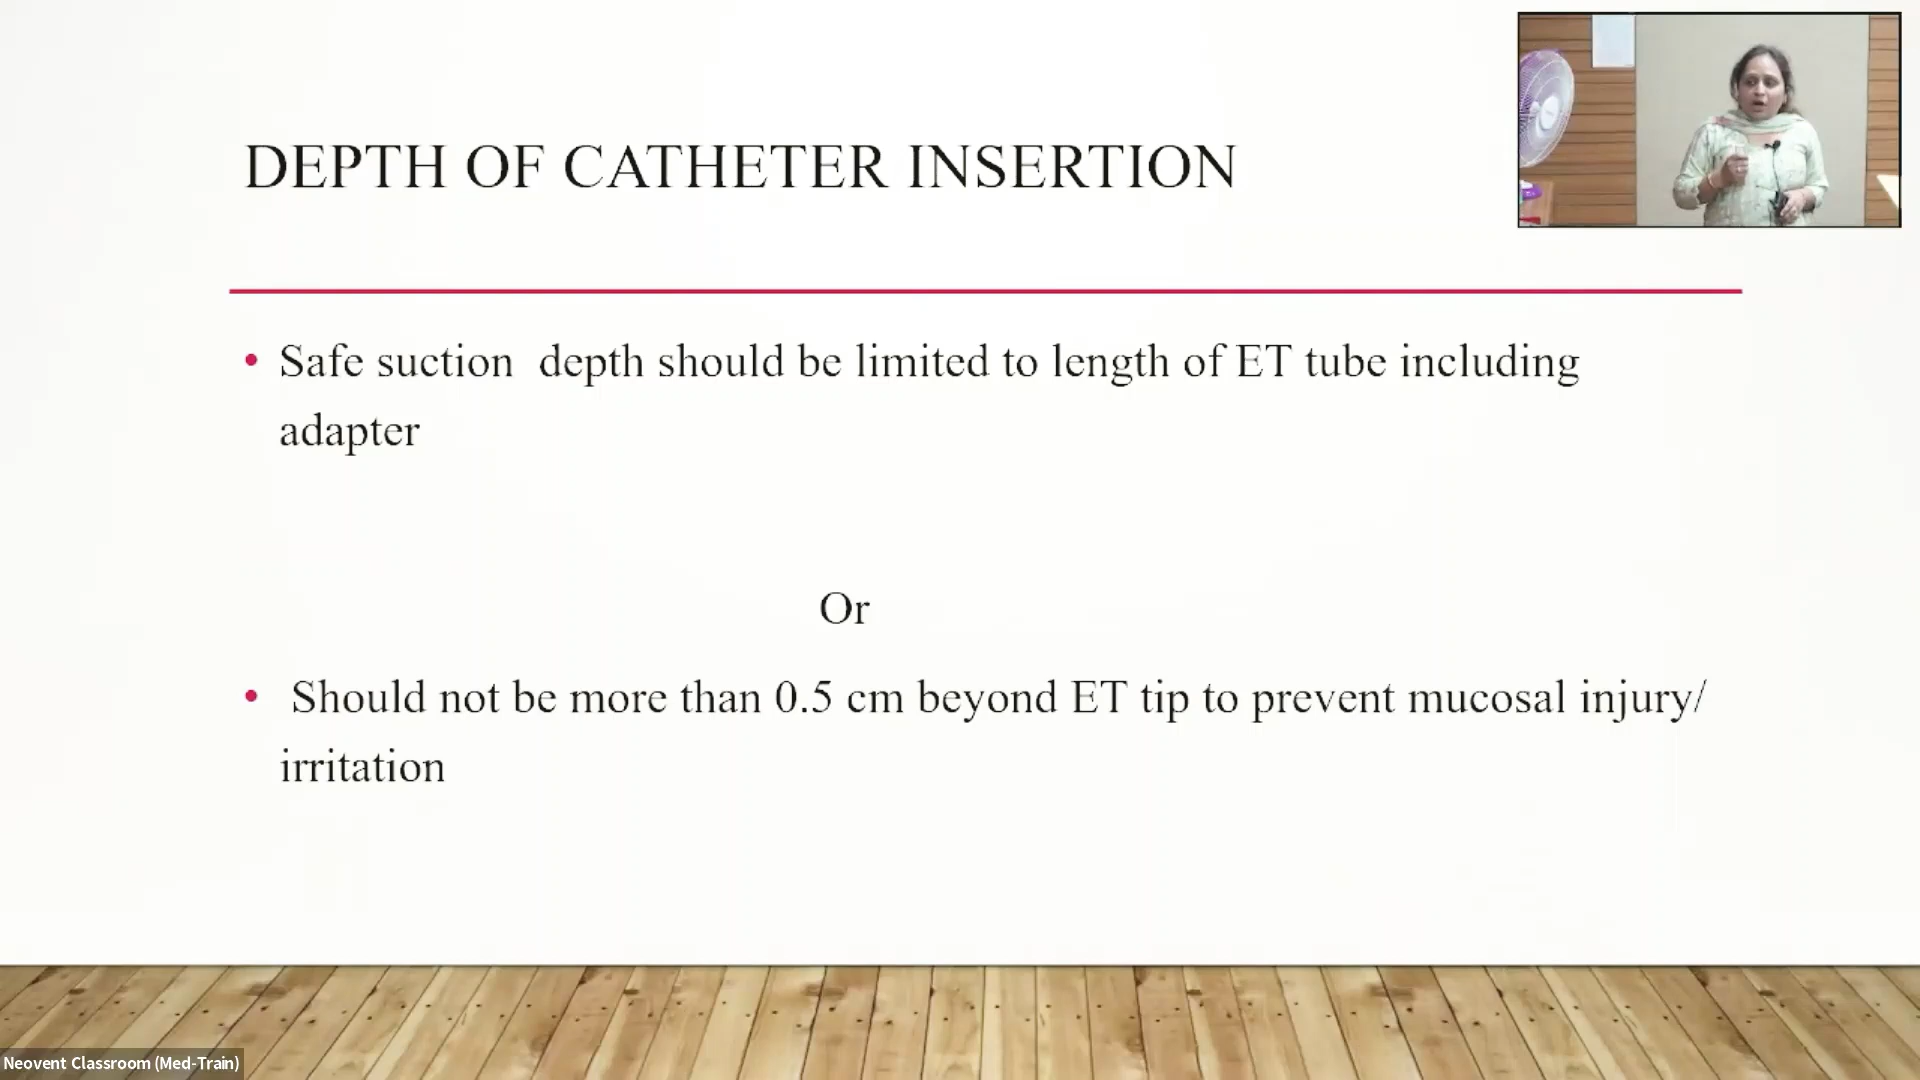 DEPTH OF CATHETER INSERTION
• Safe suction  depth should be limited to length of ET tube including
adapter
Or
•  Should not be more than 0.5 cm beyond ET tip to prevent mucosal injury/
irritation
Neovent Classroom (Med-Train)